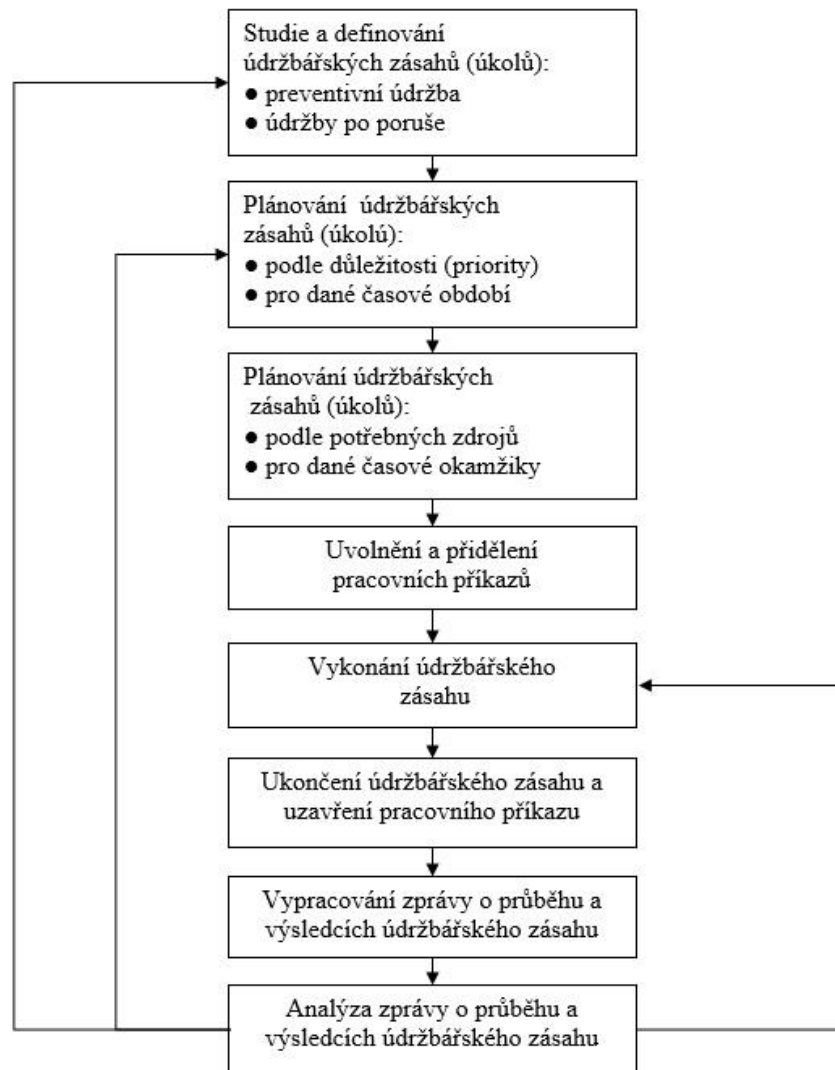 Studie a definování
údržbářských zásahů (úkolů):
● preventivní údržba
● údržby po poruše
Plánování údržbářských
zásahů (úkolú):
● podle důležitosti (priority)
● pro dané časové období
Plánování údržbářských
zásahů (úkolů):
● podle potřebných zdrojů
● pro dané časové okamžiky
Uvolnění a přidělení
pracovních příkazů
Vykonání údržbářského
zásahu
Ukončení údržbářského zásahu a
uzavření pracovního příkazu
Vypracování zprávy o průběhu a
výsledcích údržbářského zásahu
Analýza zprávy o průběhu a
výsledcích údržbářského zásahu